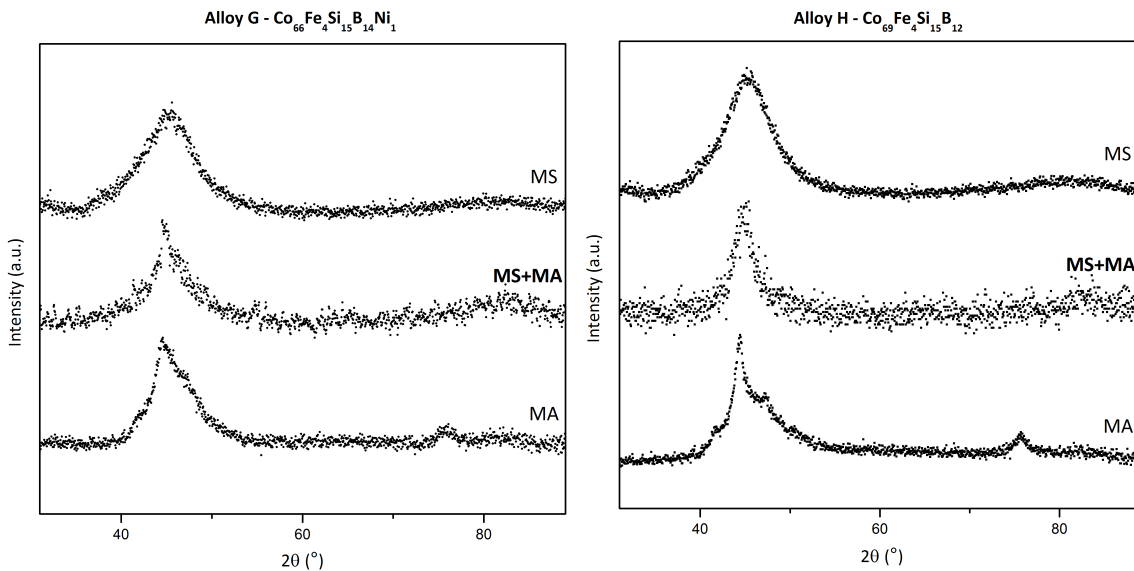 Alloy G - Co66Fe4Si15B14Ni1
MS
MS+MA
MA
Intensity (a.u.)
40
60
80
2θ (°)
Alloy H - Co69Fe4Si15B12
MS
MS+MA
MA
Intensity (a.u.)
40
60
80
2θ (°)